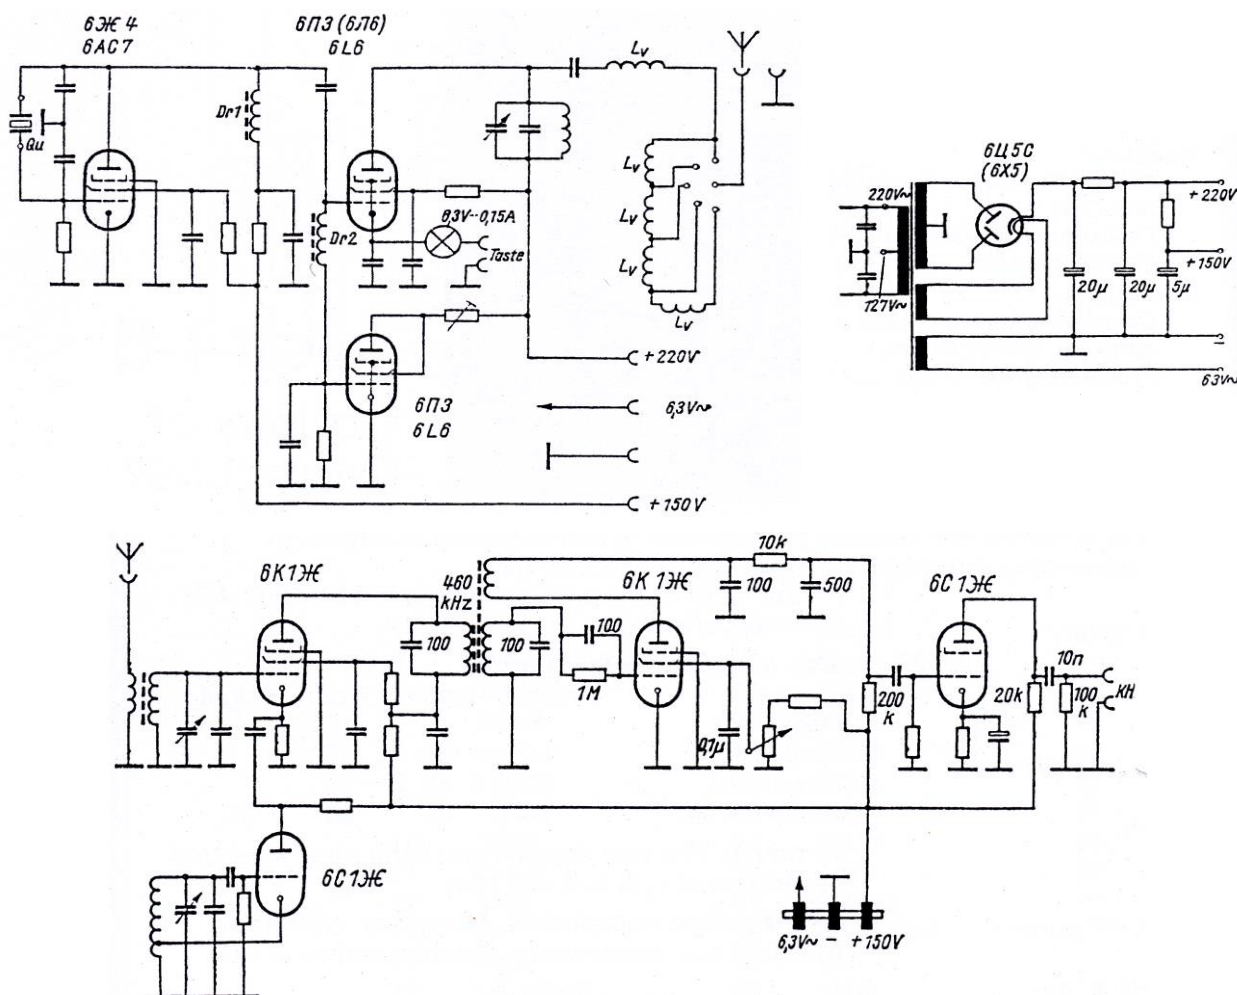 6Ж4
6AC7
6П3 (6Л6)
6L6
Lv
Dr1
Qu
Lv
Lv
Lv
Lv
6,3V~ 0,15A
Taste
Dr2
6П3
6L6
+220V
6,3V~
+150V
6Ц5С
(6X5)
220V~
127V~
20µ
20µ
5µ
+220V
+150V
–
6,3V~
6К1Ж
460
kHz
100
100
6К1Ж
100
1M
10k
100
500
0,1µ
200
k
6С1Ж
20k
10n
100
k
KH
6С1Ж
6,3V~ – +150V